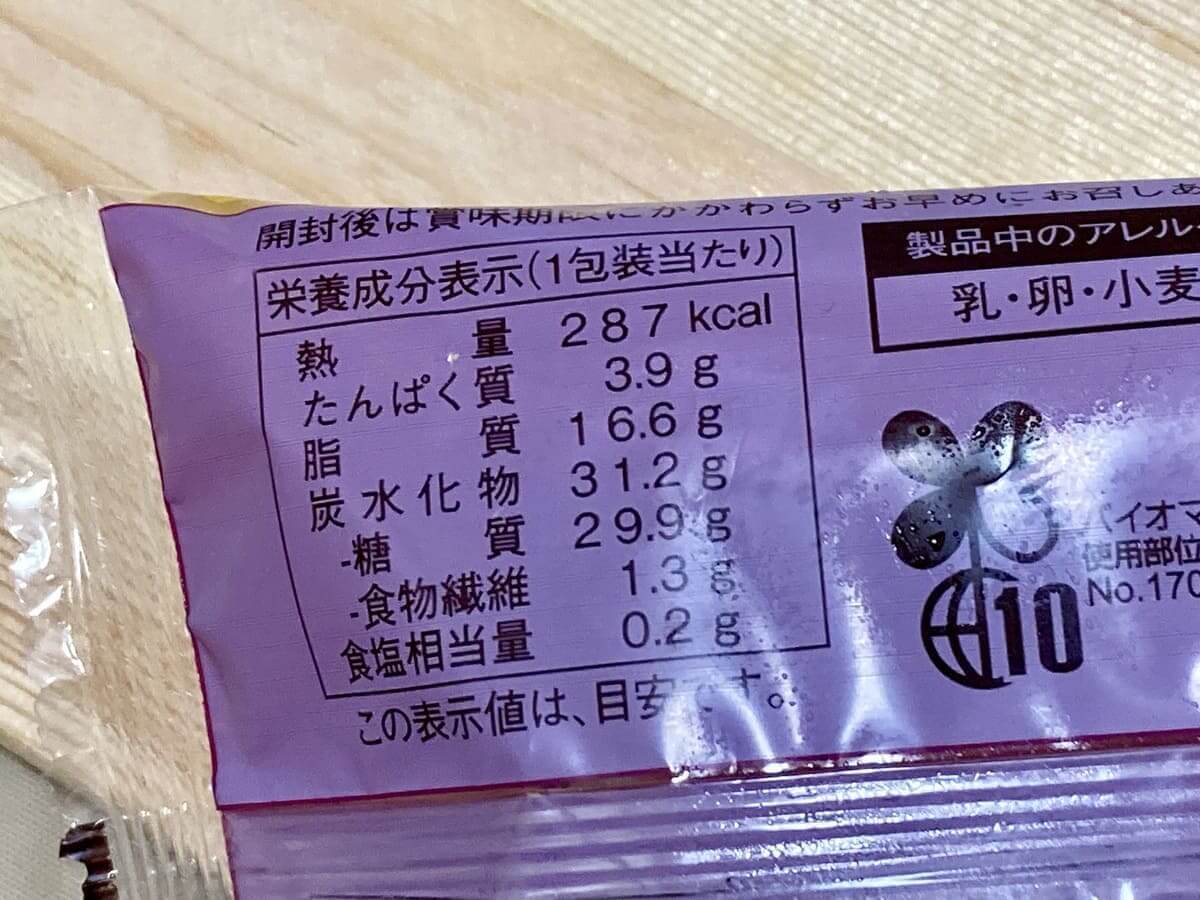 開封後は賞味期限にかかわらずお早めにお召しあ
栄養成分表示(1包装当たり)
熱量 287 kcal
たんぱく質 3.9 g
脂質 16.6 g
炭水化物 31.2 g
-糖質 29.9 g
-食物繊維 1.3 g
食塩相当量 0.2 g
この表示値は、目安です。
製品中のアレル
乳・卵・小麦
バイオマ
使用部位
No.170
10